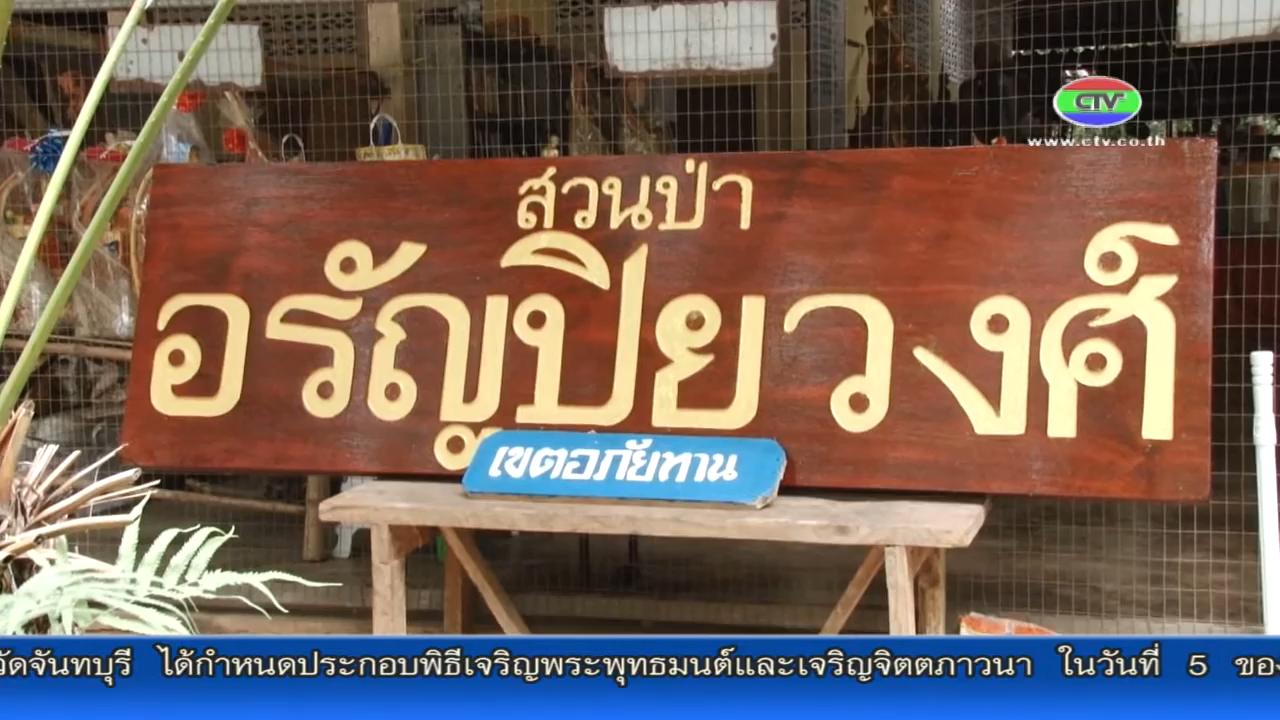 CTV
www.ctv.co.th
สวนป่า
อรัญปิยวงศ์
เขตอภัยทาน
วัดจันทบุรี ได้กำหนดประกอบพิธีเจริญพระพุทธมนต์และเจริญจิตตภาวนา ในวันที่ 5 ของ